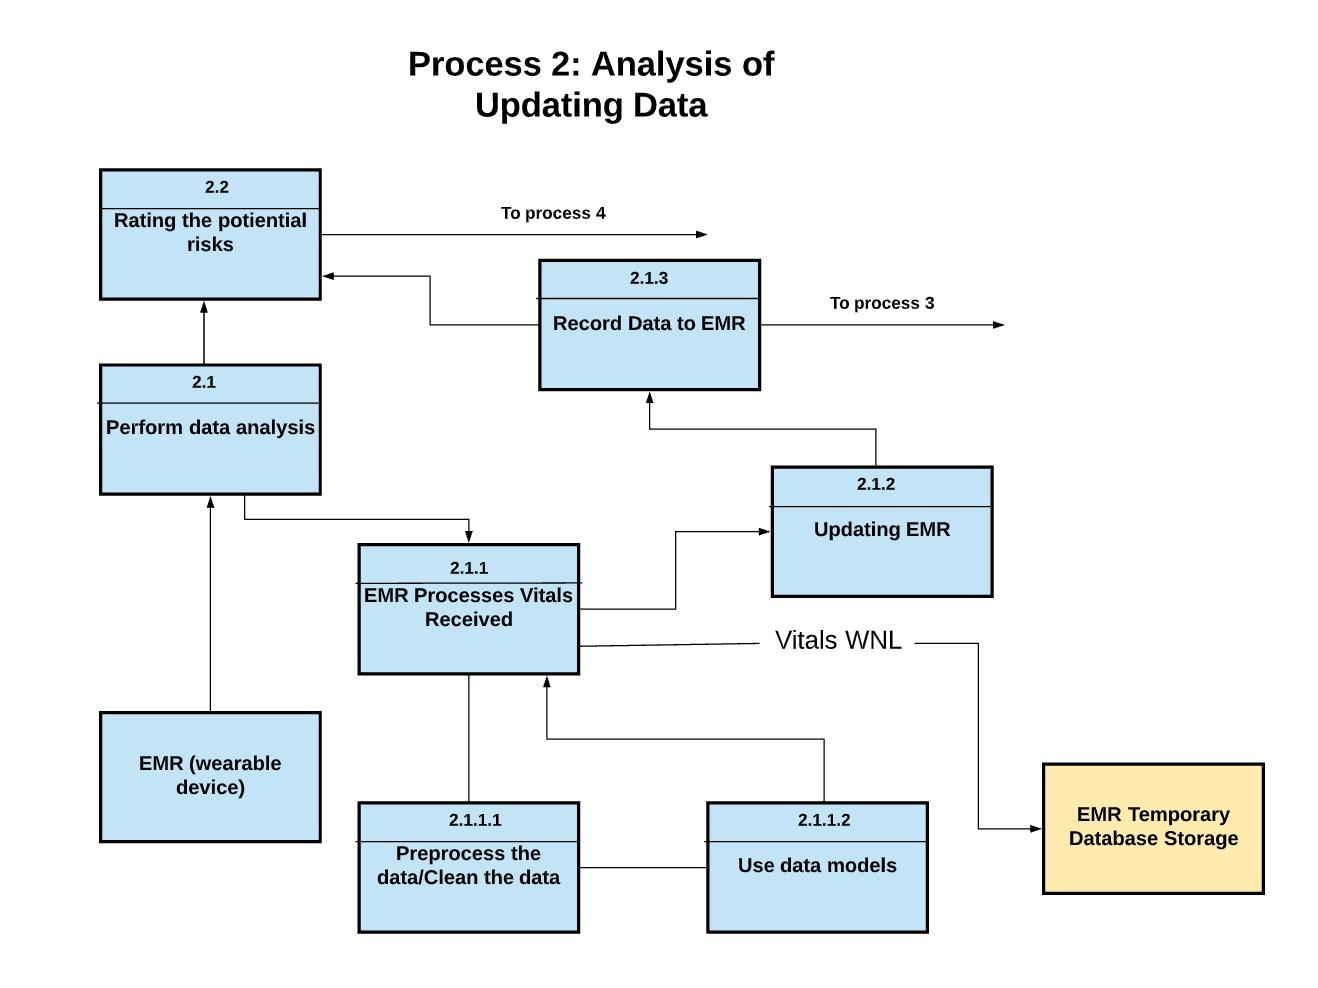 Process 2: Analysis of
Updating Data
2.2
Rating the potiential
risks
To process 4
2.1.3
Record Data to EMR
To process 3
2.1
Perform data analysis
2.1.2
Updating EMR
2.1.1
EMR Processes Vitals
Received
Vitals WNL
EMR (wearable
device)
2.1.1.1
Preprocess the
data/Clean the data
2.1.1.2
Use data models
EMR Temporary
Database Storage